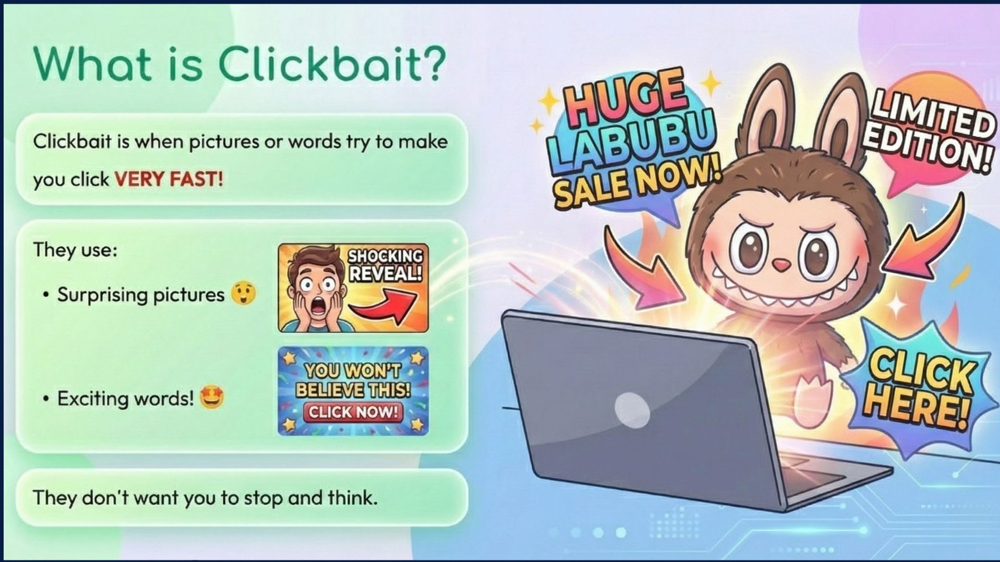 What is Clickbait?
Clickbait is when pictures or words try to make
you click VERY FAST!
They use:
• Surprising pictures 😲
SHOCKING
REVEAL!
• Exciting words! 🤩
YOU WON'T
BELIEVE THIS!
CLICK NOW!
They don't want you to stop and think.
HUGE
LABUBU
SALE NOW!
LIMITED
EDITION!
CLICK
HERE!